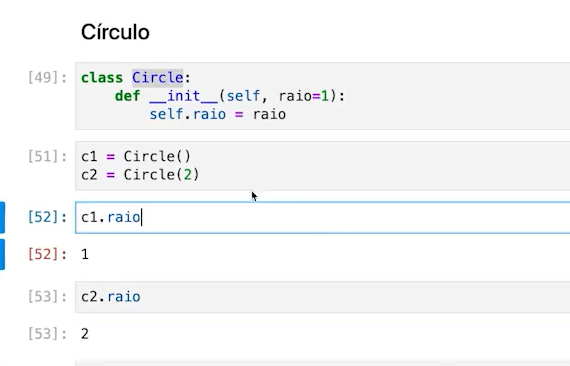 Círculo
[49]: class Circle:
def __init__(self, raio=1):
self.raio = raio
[51]: c1 = Circle()
c2 = Circle(2)
[52]: c1.raio
[52]: 1
[53]: c2.raio
[53]: 2